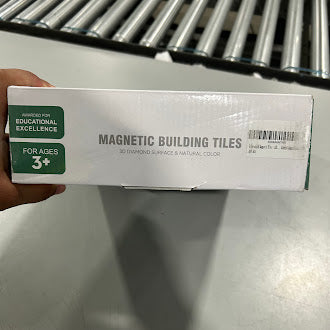 AWARDED FOR
EDUCATIONAL
EXCELLENCE
FOR AGES
3+
MAGNETIC BUILDING TILES
3D DIAMOND SURFACE & NATURAL COLOR